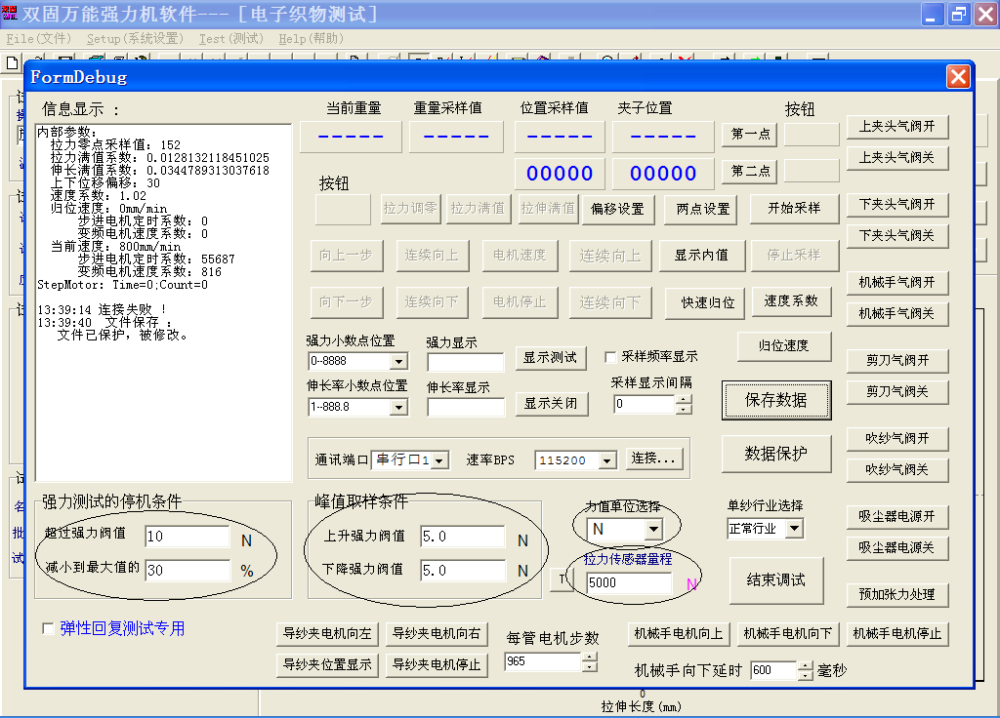 双固万能强力机软件---［电子织物测试］
File(文件) Setup(系统设置) Test(测试) Help(帮助)
FormDebug
信息显示 ：
内部参数:
拉力零点采样值: 152
拉力满值系数: 0.0128132118451025
伸长满值系数: 0.0344789313037618
上下位移偏移: 30
速度系数: 1.02
归位速度: 0mm/min
步进电机定时系数: 0
变频电机速度系数: 0
当前速度: 800mm/min
步进电机定时系数: 55687
变频电机速度系数: 816
StepMotor: Time=0;Count=0
13:39:14 连接失败 !
13:39:40 文件保存 :
文件已保护，被修改。
当前重量 重量采样值 位置采样值 夹子位置 按钮
----- ----- ----- ----- 第一点
00000 00000 第二点
按钮
拉力调零 拉力满值 拉伸满值 偏移设置 两点设置 开始采样
向上一步 连续向上 电机速度 连续向上 显示内值 停止采样
向下一步 连续向下 电机停止 连续向下 快速归位 速度系数
强力小数点位置 强力显示
0--8888 显示测试 采样频率显示 归位速度
伸长率小数点位置 伸长率显示 采样显示间隔
1--888.8 显示关闭 0 保存数据
通讯端口 串行口1 速率BPS 115200 连接... 数据保护
上夹头气阀开
上夹头气阀关
下夹头气阀开
下夹头气阀关
机械手气阀开
机械手气阀关
剪刀气阀开
剪刀气阀关
吹纱气阀开
吹纱气阀关
吸尘器电源开
吸尘器电源关
预加张力处理
强力测试的停机条件
超过强力阀值 10 N
减小到最大值的 30 %
峰值取样条件
上升强力阀值 5.0 N
下降强力阀值 5.0 N
力值单位选择
N
T
拉力传感器量程
5000 N
单纱行业选择
正常行业
结束调试
弹性回复测试专用
导纱夹电机向左 导纱夹电机向右 每管电机步数 机械手电机向上 机械手电机向下 机械手电机停止
导纱夹位置显示 导纱夹电机停止 965 机械手向下延时 600 毫秒
0
拉伸长度(mm)